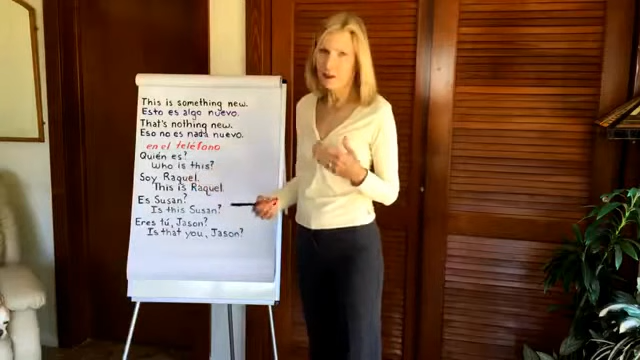 This is something new.
Esto es algo nuevo.
That's nothing new.
Eso no es nada nuevo.
en el teléfono
Quién es?
Who is this?
Soy Raquel.
This is Raquel.
Es Susan?
Is this Susan?
Eres tú, Jason?
Is that you, Jason?